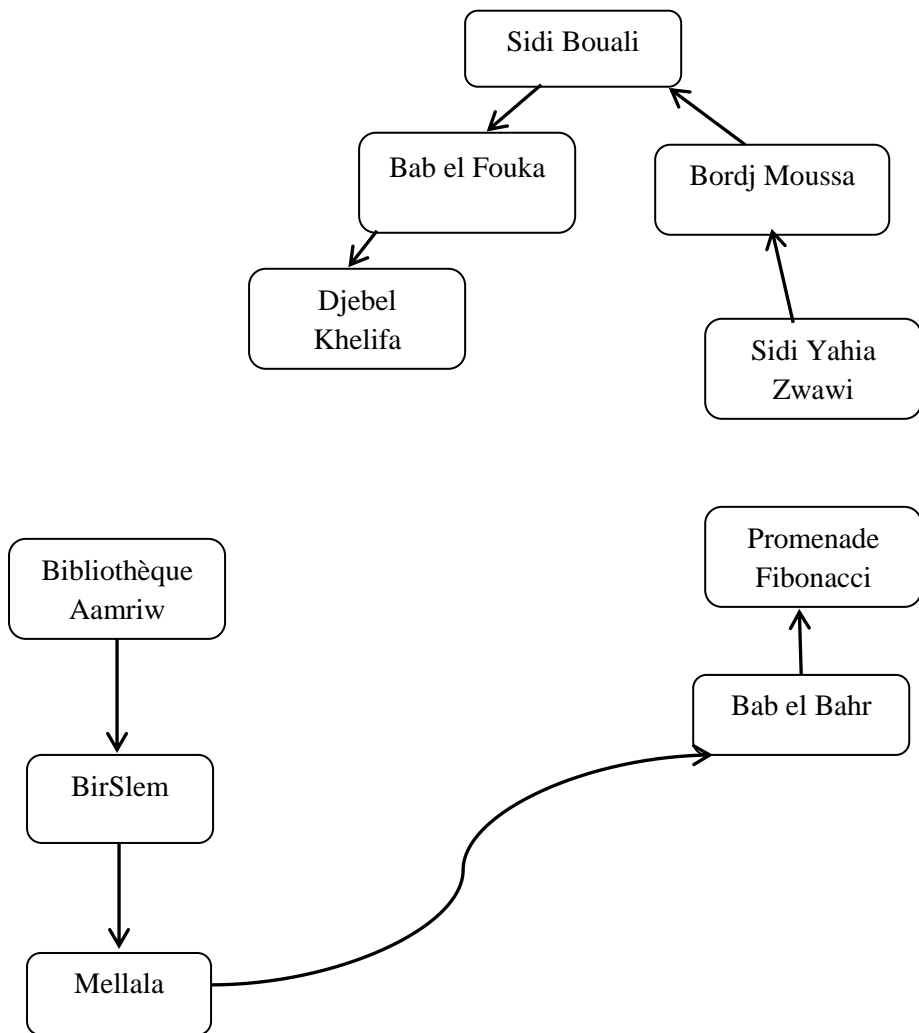 Sidi Bouali
Bab el Fouka
Bordj Moussa
Djebel
Khelifa
Sidi Yahia
Zwawi
Promenade
Fibonacci
Bibliothèque
Aamriw
Bab el Bahr
BirSlem
Mellala